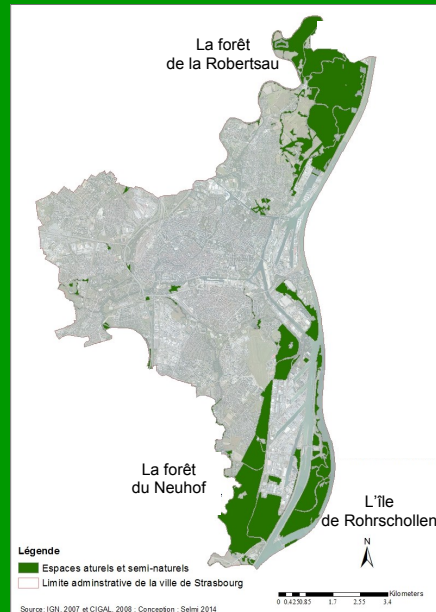 La forêt
de la Robertsau
La forêt
du Neuhof
L'île
de Rohrschollen
N
Légende
Espaces aturels et semi-naturels
Limite adminstrative de la ville de Strasbourg
Kilometers
0 0.4250.85 1.7 2.55 3.4
Source: IGN, 2007 et CIGAL, 2008 ; Conception : Selmi 2014